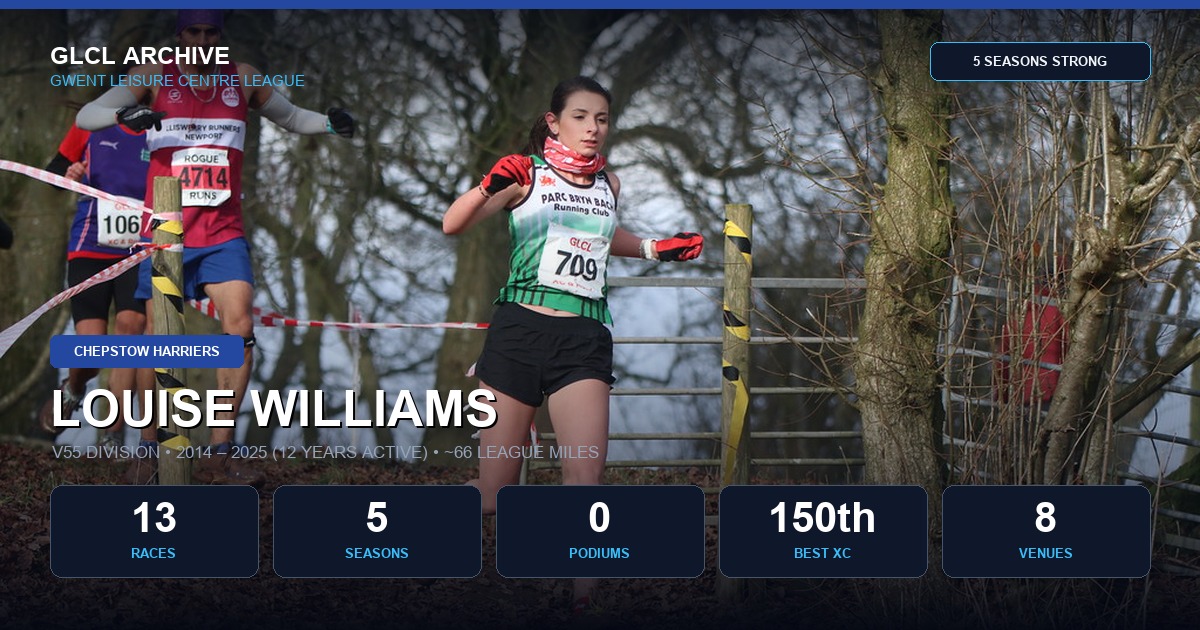 GLCL ARCHIVE
GWENT LEISURE CENTRE LEAGUE
5 SEASONS STRONG
LLISWERRY RUNNERS
NEWPORT
ROGUE
4714
RUNS
106
PARC BRYN BACH
Running Club
GLCL
709
CHEPSTOW HARRIERS
LOUISE WILLIAMS
V55 DIVISION • 2014 – 2025 (12 YEARS ACTIVE) • ~66 LEAGUE MILES
13
RACES
5
SEASONS
0
PODIUMS
150th
BEST XC
8
VENUES